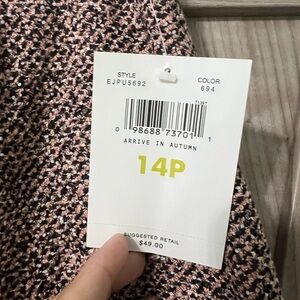 STYLE COLOR
EJPU5692 694
0 98688 73701 1
ARRIVE IN AUTUMN
14P
SUGGESTED RETAIL
$49.00